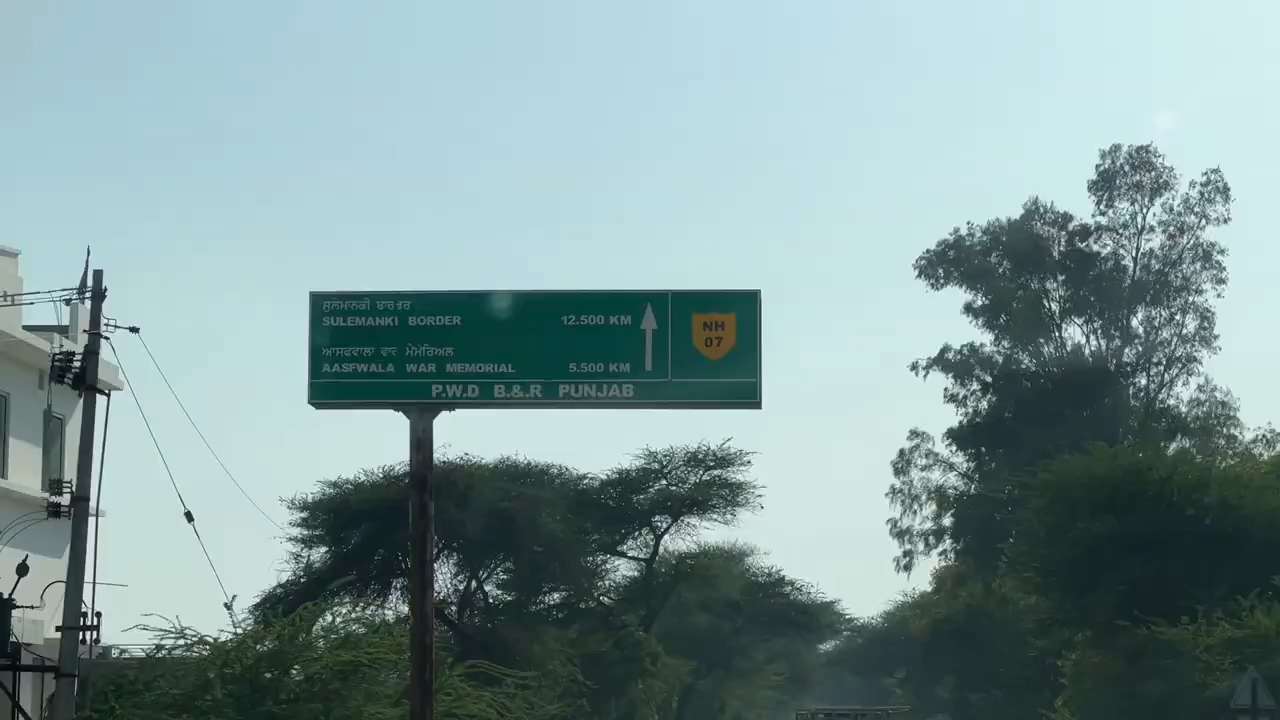 ਸੁਲੇਮਾਨਕੀ ਬਾਰਡਰ
SULEMANKI BORDER 12.500 KM
ਆਸਫਵਾਲਾ ਵਾਰ ਮੇਮੋਰਿਅਲ
AASFWALA WAR MEMORIAL 5.500 KM
NH
07
P.W.D B.&.R PUNJAB